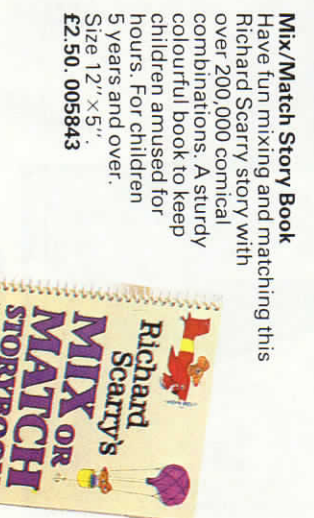 Mix/Match Story Book
Have fun mixing and matching this
Richard Scarry story with
over 200,000 comical
combinations. A sturdy
colourful book to keep
children amused for
hours. For children
5 years and over.
Size 12"×5".
£2.50. 005843
Richard
Scarry's
MIX OR
MATCH
STORYBOOK